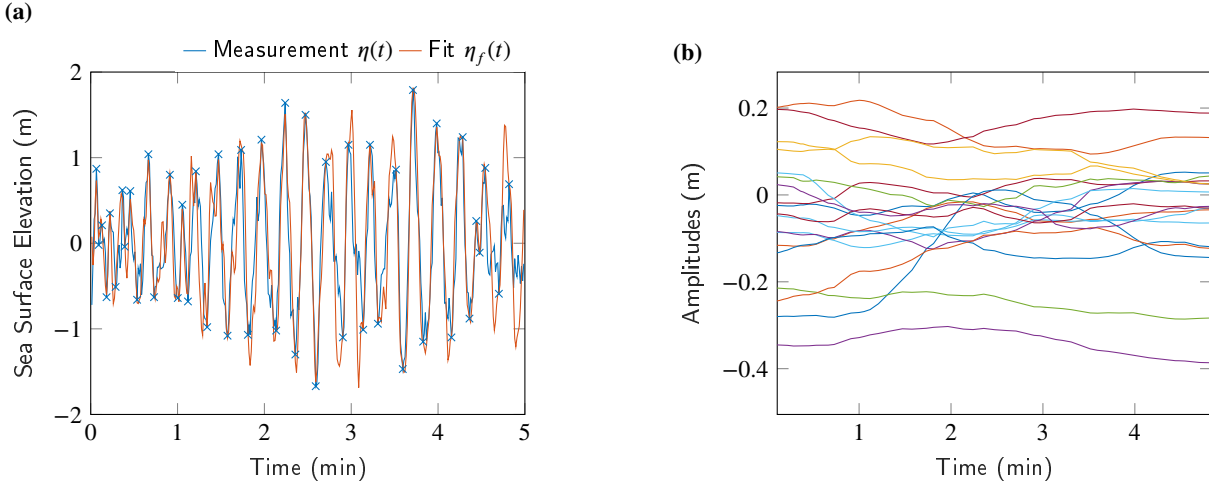 (a)
Measurement η(t) Fit ηf(t)
2
1
0
−1
−2
0 1 2 3 4 5
Time (min)
Sea Surface Elevation (m)
(b)
0.2
0
−0.2
−0.4
1 2 3 4
Time (min)
Amplitudes (m)